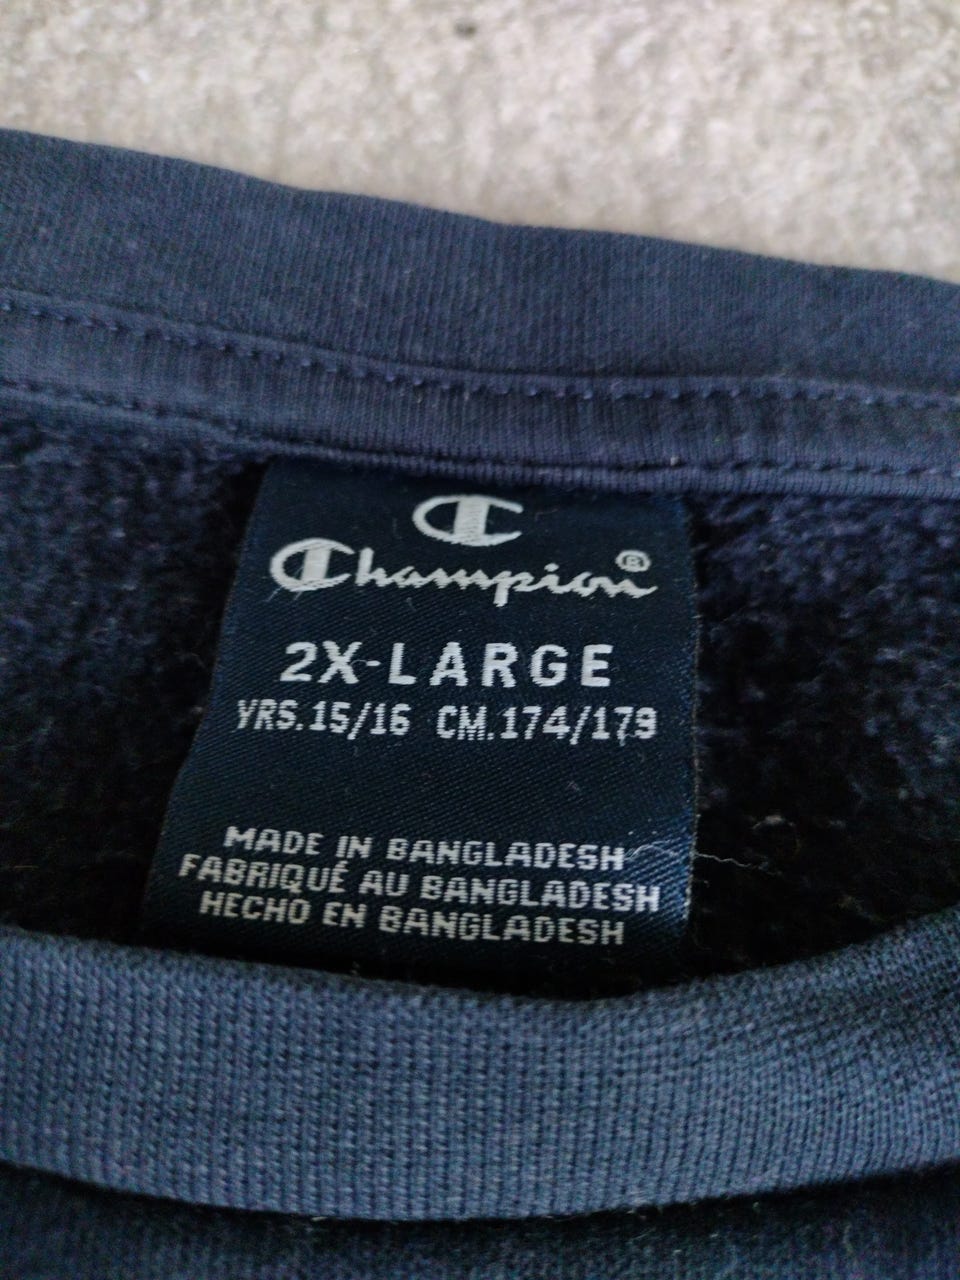 C
Champion®
2X-LARGE
YRS.15/16 CM.174/179
MADE IN BANGLADESH
FABRIQUÉ AU BANGLADESH
HECHO EN BANGLADESH